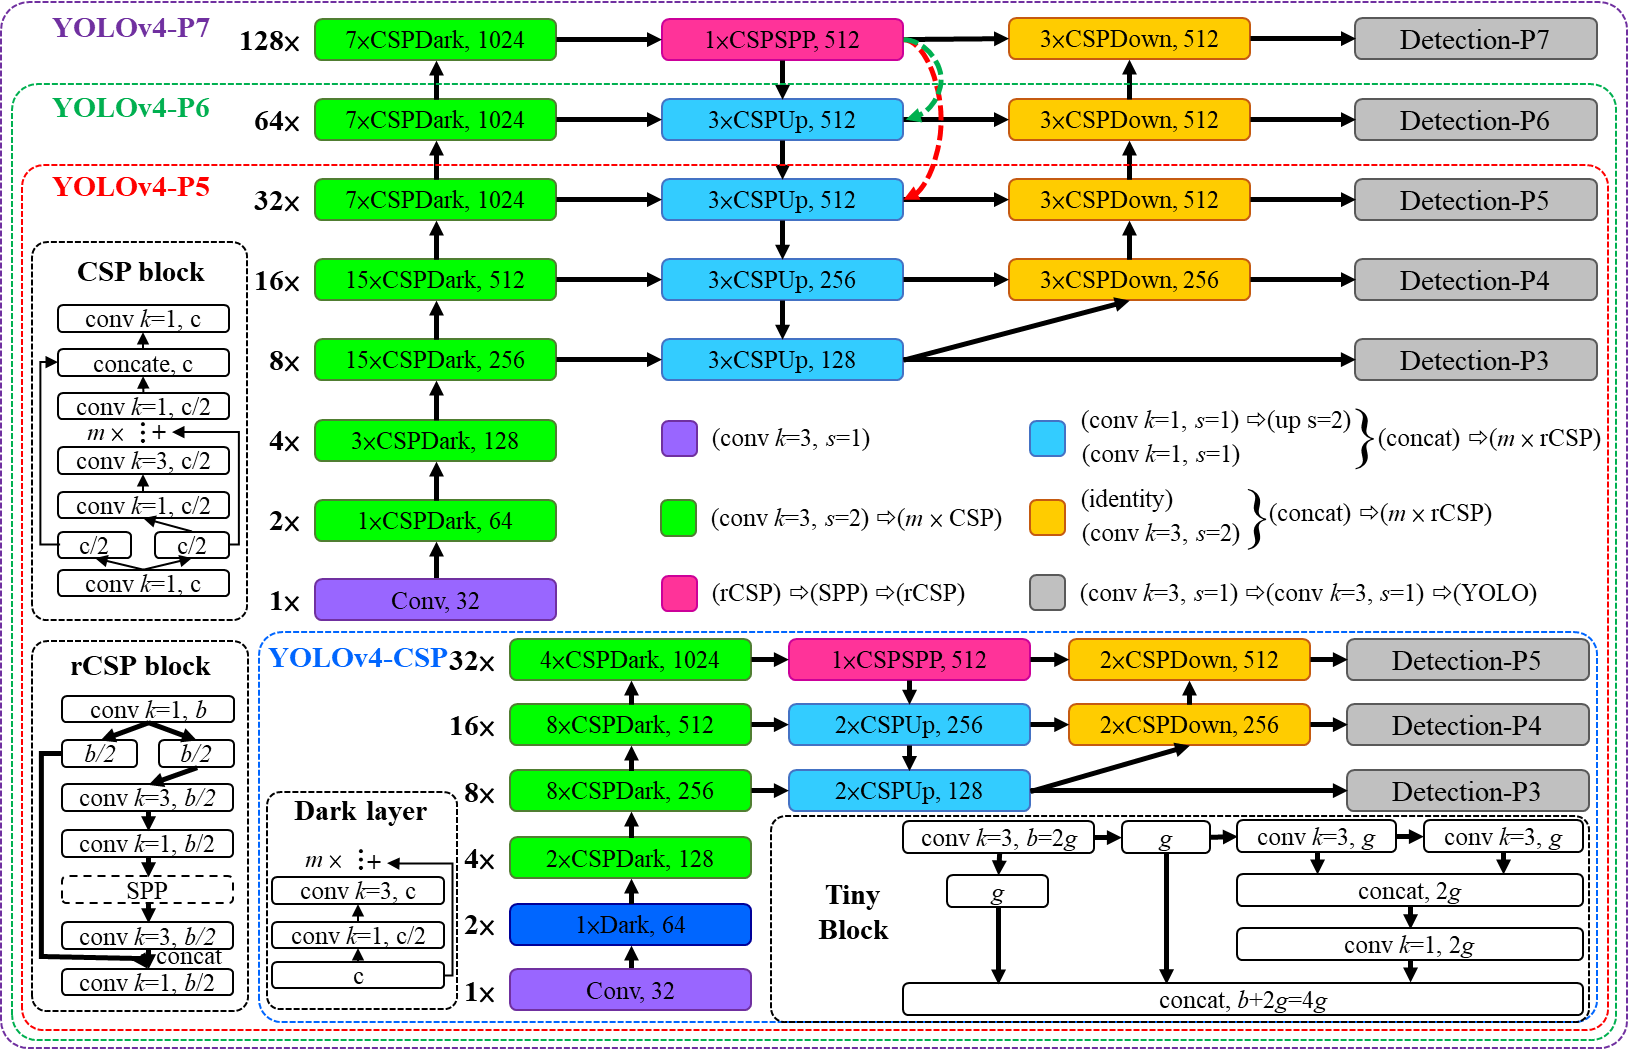 YOLOv4-P7
128×
7×CSPDark, 1024
1×CSPSPP, 512
3×CSPDown, 512
Detection-P7
YOLOv4-P6
64×
7×CSPDark, 1024
3×CSPUp, 512
3×CSPDown, 512
Detection-P6
YOLOv4-P5
32×
7×CSPDark, 1024
3×CSPUp, 512
3×CSPDown, 512
Detection-P5
16×
15×CSPDark, 512
3×CSPUp, 256
3×CSPDown, 256
Detection-P4
8×
15×CSPDark, 256
3×CSPUp, 128
Detection-P3
4×
3×CSPDark, 128
2×
1×CSPDark, 64
1×
Conv, 32
CSP block
conv k=1, c
concate, c
conv k=1, c/2
m × ⋮+
conv k=3, c/2
conv k=1, c/2
c/2
c/2
conv k=1, c
(conv k=3, s=1)
(conv k=3, s=2) ⇨(m × CSP)
(rCSP) ⇨(SPP) ⇨(rCSP)
(conv k=1, s=1) ⇨(up s=2)
(conv k=1, s=1)
}(concat) ⇨(m × rCSP)
(identity)
(conv k=3, s=2)
}(concat) ⇨(m × rCSP)
(conv k=3, s=1) ⇨(conv k=3, s=1) ⇨(YOLO)
rCSP block
conv k=1, b
b/2
b/2
conv k=3, b/2
conv k=1, b/2
SPP
conv k=3, b/2
concat
conv k=1, b/2
YOLOv4-CSP
32×
4×CSPDark, 1024
1×CSPSPP, 512
2×CSPDown, 512
Detection-P5
16×
8×CSPDark, 512
2×CSPUp, 256
2×CSPDown, 256
Detection-P4
8×
8×CSPDark, 256
2×CSPUp, 128
Detection-P3
4×
2×CSPDark, 128
2×
1×Dark, 64
1×
Conv, 32
Dark layer
m × ⋮+
conv k=3, c
conv k=1, c/2
c
Tiny
Block
conv k=3, b=2g
g
conv k=3, g
conv k=3, g
g
concat, 2g
conv k=1, 2g
concat, b+2g=4g